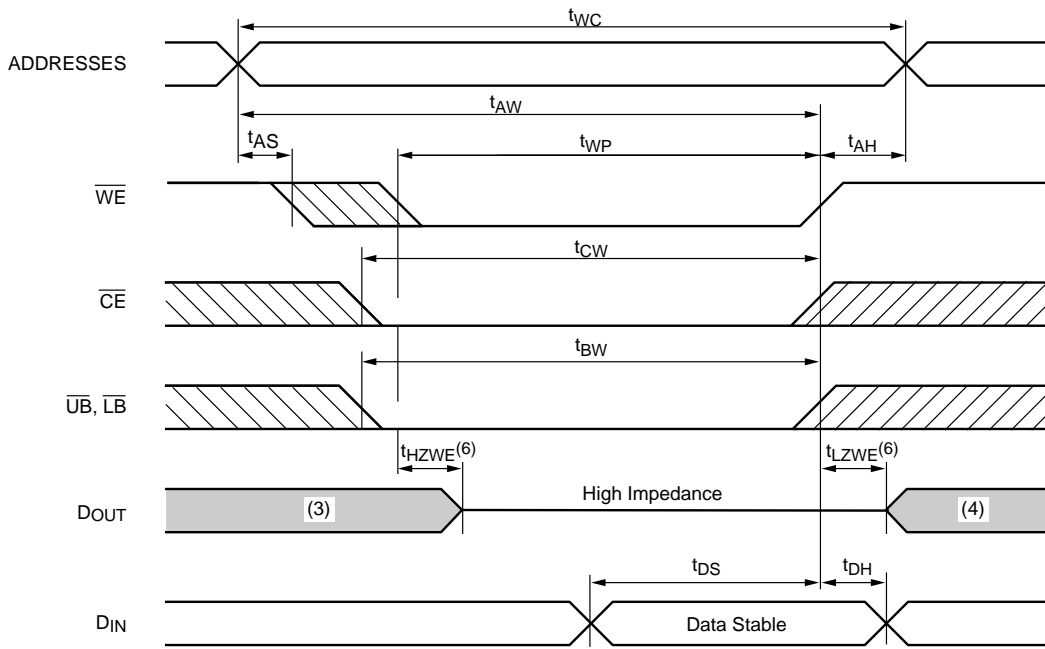 tWC
ADDRESSES
tAW
tAS
tWP
tAH
WE
tCW
CE
tBW
UB, LB
tHZWE(6)
tLZWE(6)
DOUT
(3)
High Impedance
(4)
tDS
tDH
DIN
Data Stable